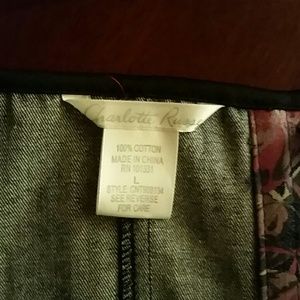 Charlotte Russe
100% COTTON
MADE IN CHINA
RN 101331
L
SEE REVERSE
FOR CARE